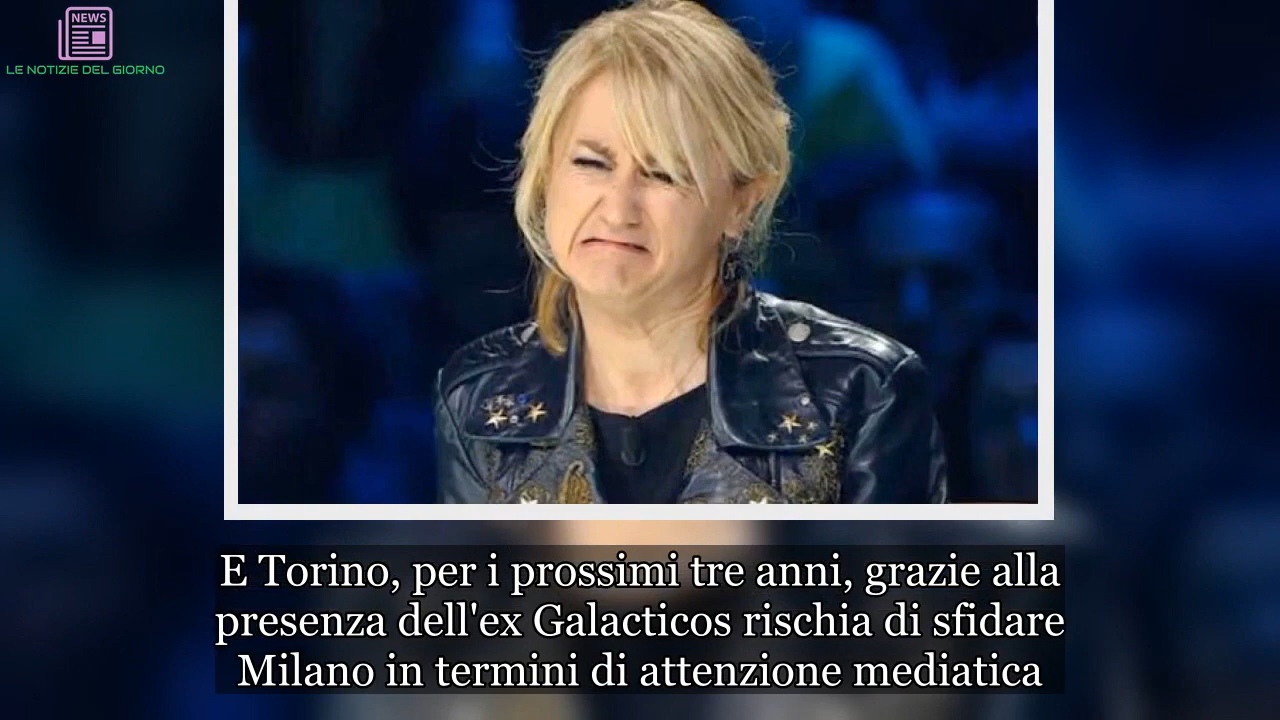 NEWS
LE NOTIZIE DEL GIORNO
E Torino, per i prossimi tre anni, grazie alla
presenza dell'ex Galacticos rischia di sfidare
Milano in termini di attenzione mediatica